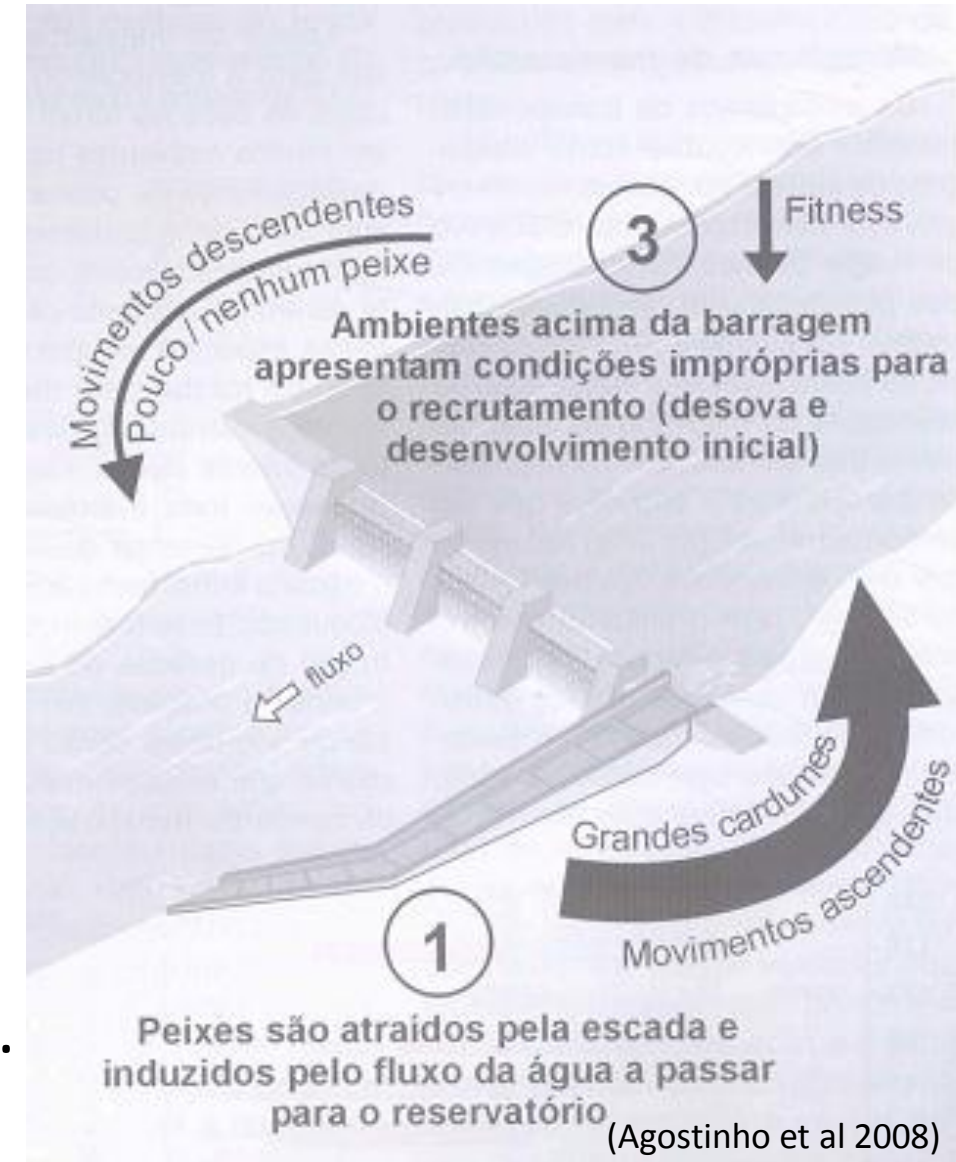 Movimentos descendentes
Pouco / nenhum peixe
3
Fitness
Ambientes acima da barragem
apresentam condições impróprias para
o recrutamento (desova e
desenvolvimento inicial)
fluxo
Grandes cardumes
Movimentos ascendentes
1
Peixes são atraidos pela escada e
induzidos pelo fluxo da água a passar
para o reservatório
(Agostinho et al 2008)
.